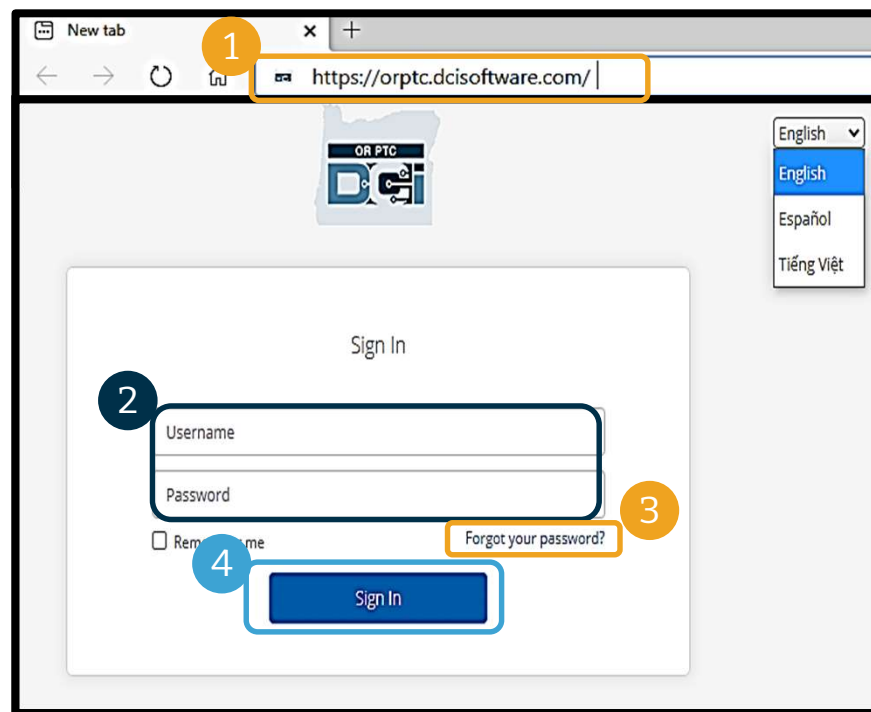 New tab
1
https://orptc.dcisoftware.com/
OR PTC
DCi
English
English
Español
Tiếng Việt
Sign In
2
Username
Password
3
me
Forgot your password?
4
Sign In